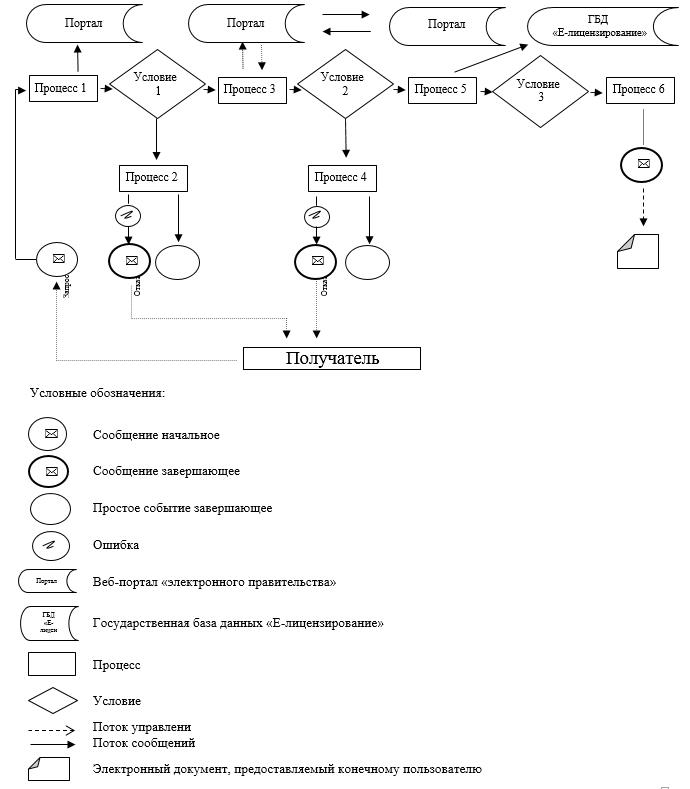 Портал
Портал
Портал
ГБД
«Е-лицензирование»
Процесс 1
Условие
1
Процесс 3
Условие
2
Процесс 5
Условие
3
Процесс 6
Процесс 2
Процесс 4
Запрос
Отказ
Отказ
Получатель
Условные обозначения:
Сообщение начальное
Сообщение завершающее
Простое событие завершающее
Ошибка
Портал
Веб-портал «электронного правительства»
ГБД
«Е-
лицен
Государственная база данных «Е-лицензирование»
Процесс
Условие
Поток управлени
Поток сообщений
Электронный документ, предоставляемый конечному пользователю